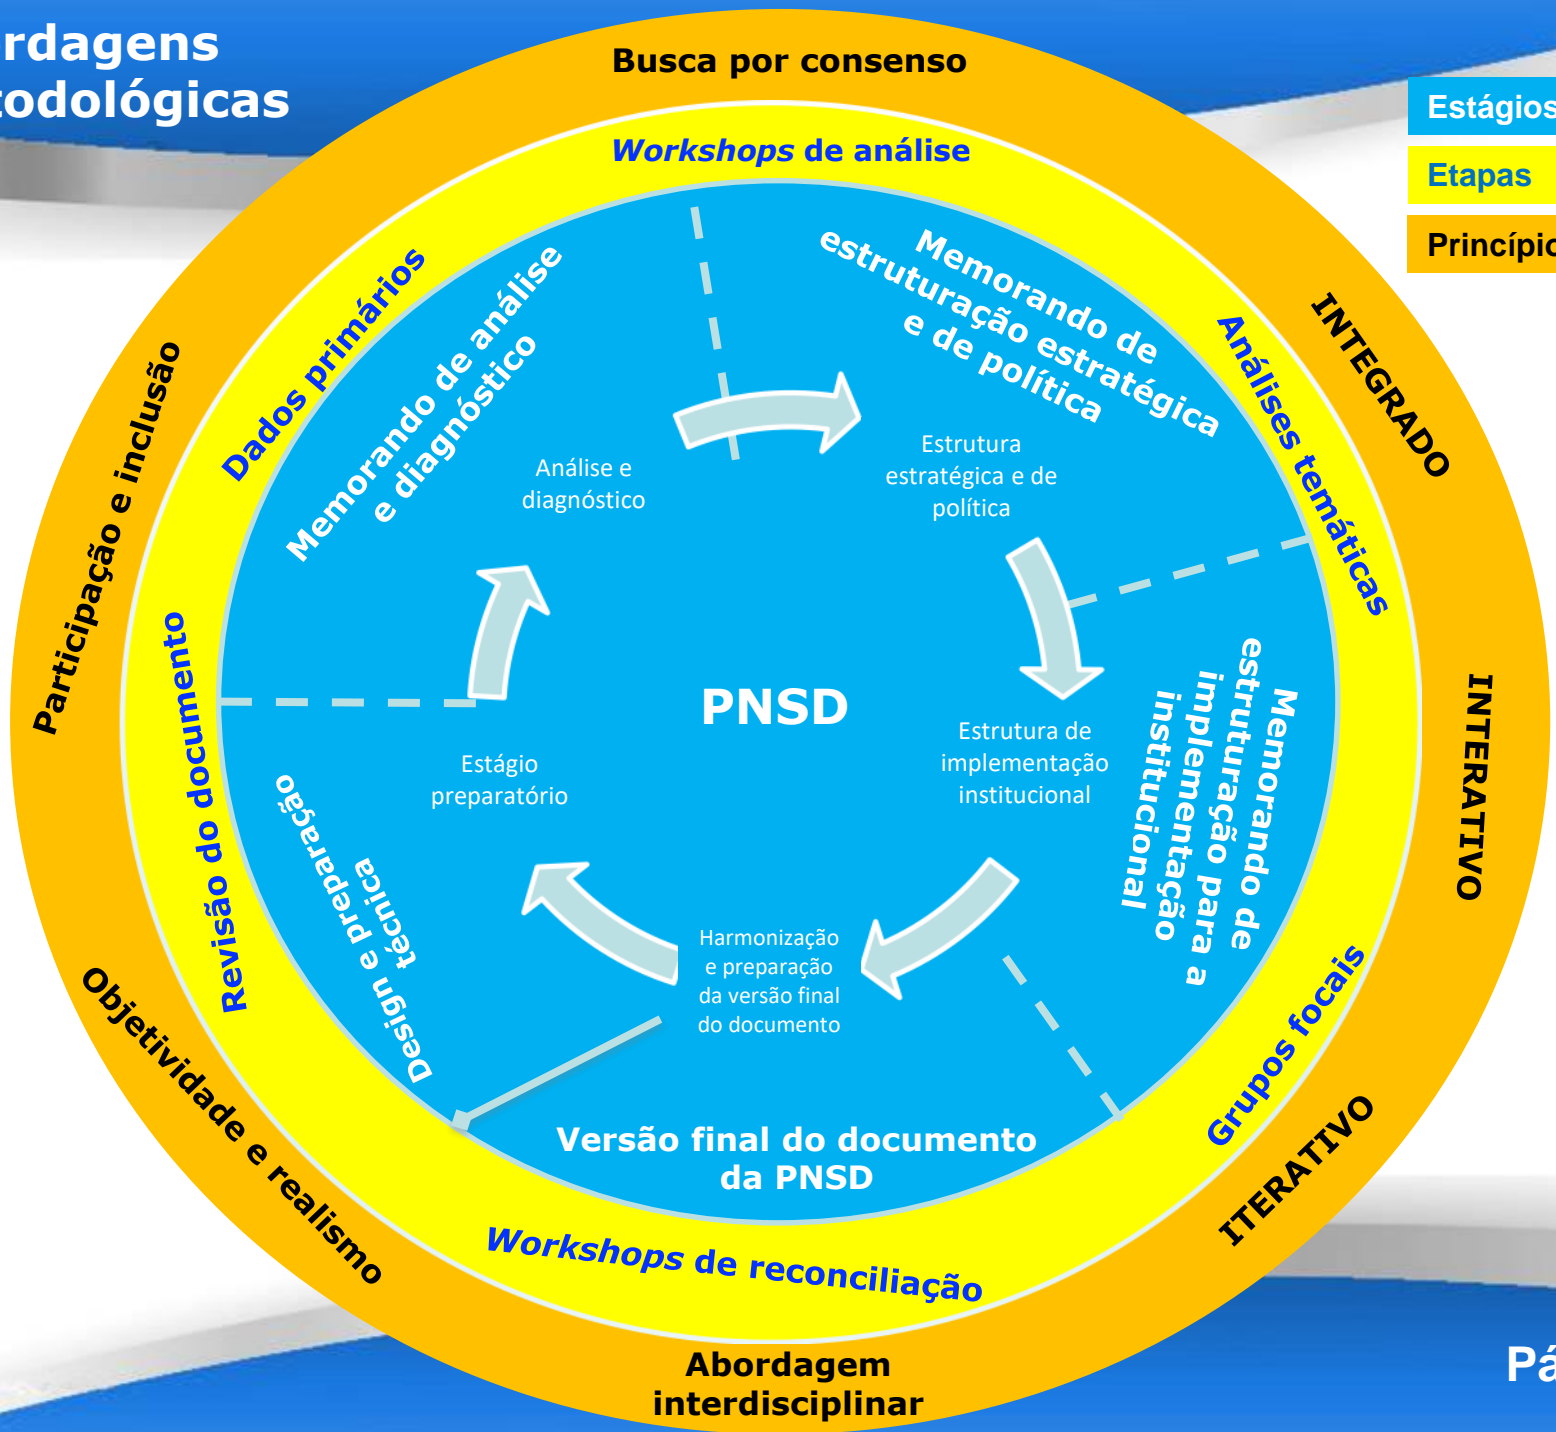 rdagens
todológicas
Busca por consenso
Estágios
Etapas
Princípio
Workshops de análise
Dados primários
Memorando de análise
e diagnóstico
Memorando de
estruturação estratégica
e de política
Análises temáticas
INTEGRADO
Participação e inclusão
Análise e
diagnóstico
Estrutura
estratégica e de
política
PNSD
Estrutura de
implementação
institucional
Memorando de
estruturação para a
implementação
institucional
INTERATIVO
Revisão do documento
Estágio
preparatório
Design e preparação
técnica
Harmonização
e preparação
da versão final
do documento
Grupos focais
ITERATIVO
Objetividade e realismo
Versão final do documento
da PNSD
Workshops de reconciliação
Abordagem
interdisciplinar
Pá